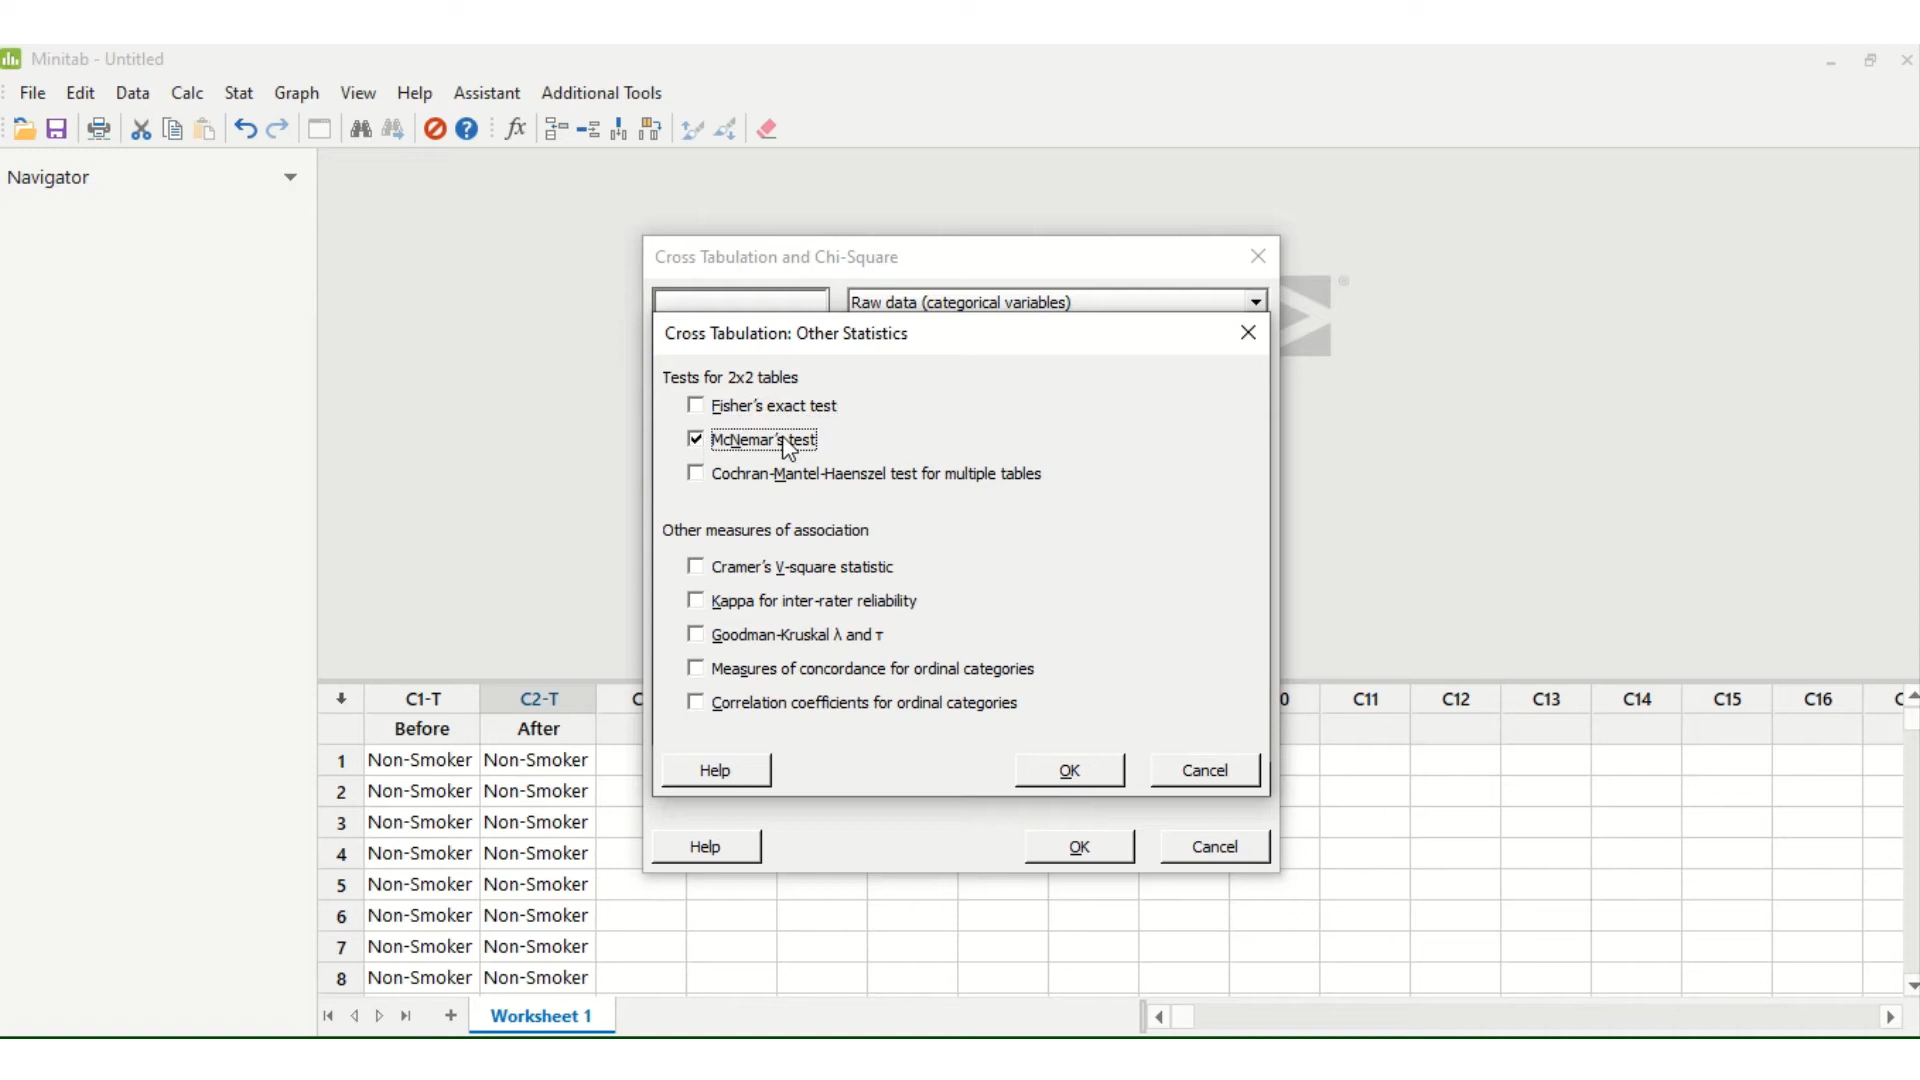 Minitab - Untitled
File Edit Data Calc Stat Graph View Help Assistant Additional Tools
Navigator
Cross Tabulation and Chi-Square
Raw data (categorical variables)
Cross Tabulation: Other Statistics
Tests for 2x2 tables
Fisher's exact test
McNemar's test
Cochran-Mantel-Haenszel test for multiple tables
Other measures of association
Cramer's V-square statistic
Kappa for inter-rater reliability
Goodman-Kruskal λ and τ
Measures of concordance for ordinal categories
Correlation coefficients for ordinal categories
Help OK Cancel
Help OK Cancel
C1-T C2-T C 0 C11 C12 C13 C14 C15 C16 C
Before After
1 Non-Smoker Non-Smoker
2 Non-Smoker Non-Smoker
3 Non-Smoker Non-Smoker
4 Non-Smoker Non-Smoker
5 Non-Smoker Non-Smoker
6 Non-Smoker Non-Smoker
7 Non-Smoker Non-Smoker
8 Non-Smoker Non-Smoker
Worksheet 1